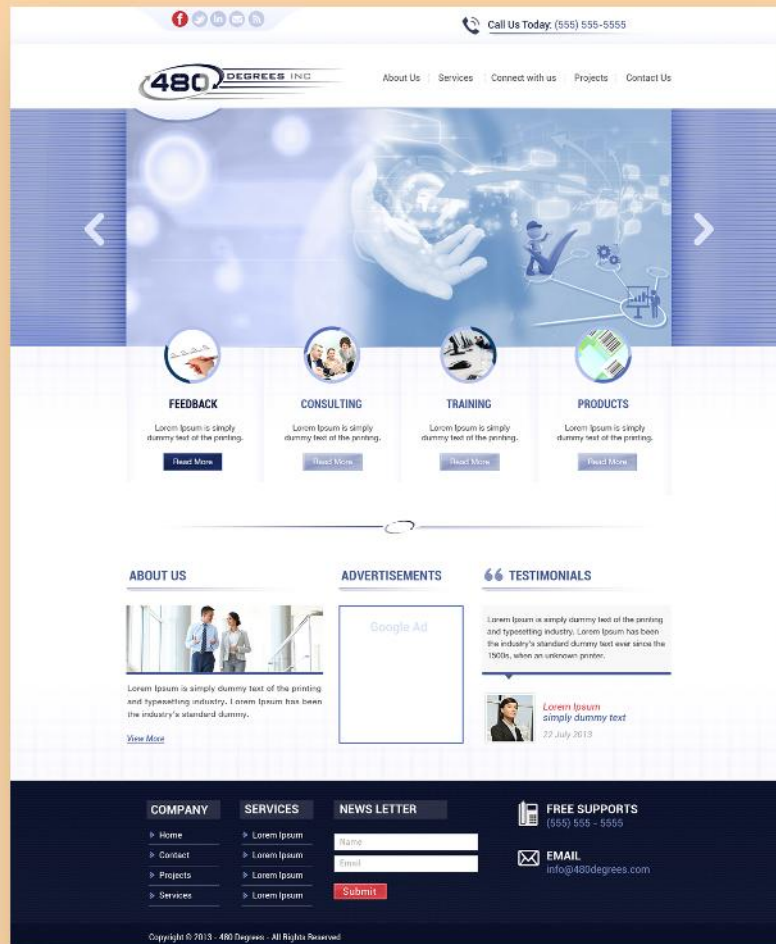 Call Us Today: (555) 555-5555
480 DEGREES INC
About Us Services Connect with us Projects Contact Us
FEEDBACK
Lorem Ipsum is simply
dummy text of the printing.
Read More
CONSULTING
Lorem Ipsum is simply
dummy text of the printing.
Read More
TRAINING
Lorem Ipsum is simply
dummy text of the printing.
Read More
PRODUCTS
Lorem Ipsum is simply
dummy text of the printing.
Read More
ABOUT US
Lorem Ipsum is simply dummy text of the printing
and typesetting industry. Lorem Ipsum has been
the industry's standard dummy.
View More
ADVERTISEMENTS
Google Ad
TESTIMONIALS
Lorem Ipsum is simply dummy text of the printing
and typesetting industry. Lorem Ipsum has been
the industry's standard dummy text ever since the
1500s, when an unknown printer.
Lorem Ipsum
simply dummy text
22 July 2013
COMPANY
Home
Contact
Projects
Services
SERVICES
Lorem Ipsum
Lorem Ipsum
Lorem Ipsum
Lorem Ipsum
NEWS LETTER
Name
Email
Submit
FREE SUPPORTS
(555) 555 - 5555
EMAIL
info@480degrees.com
Copyright © 2013 - 480 Degrees - All Rights Reserved